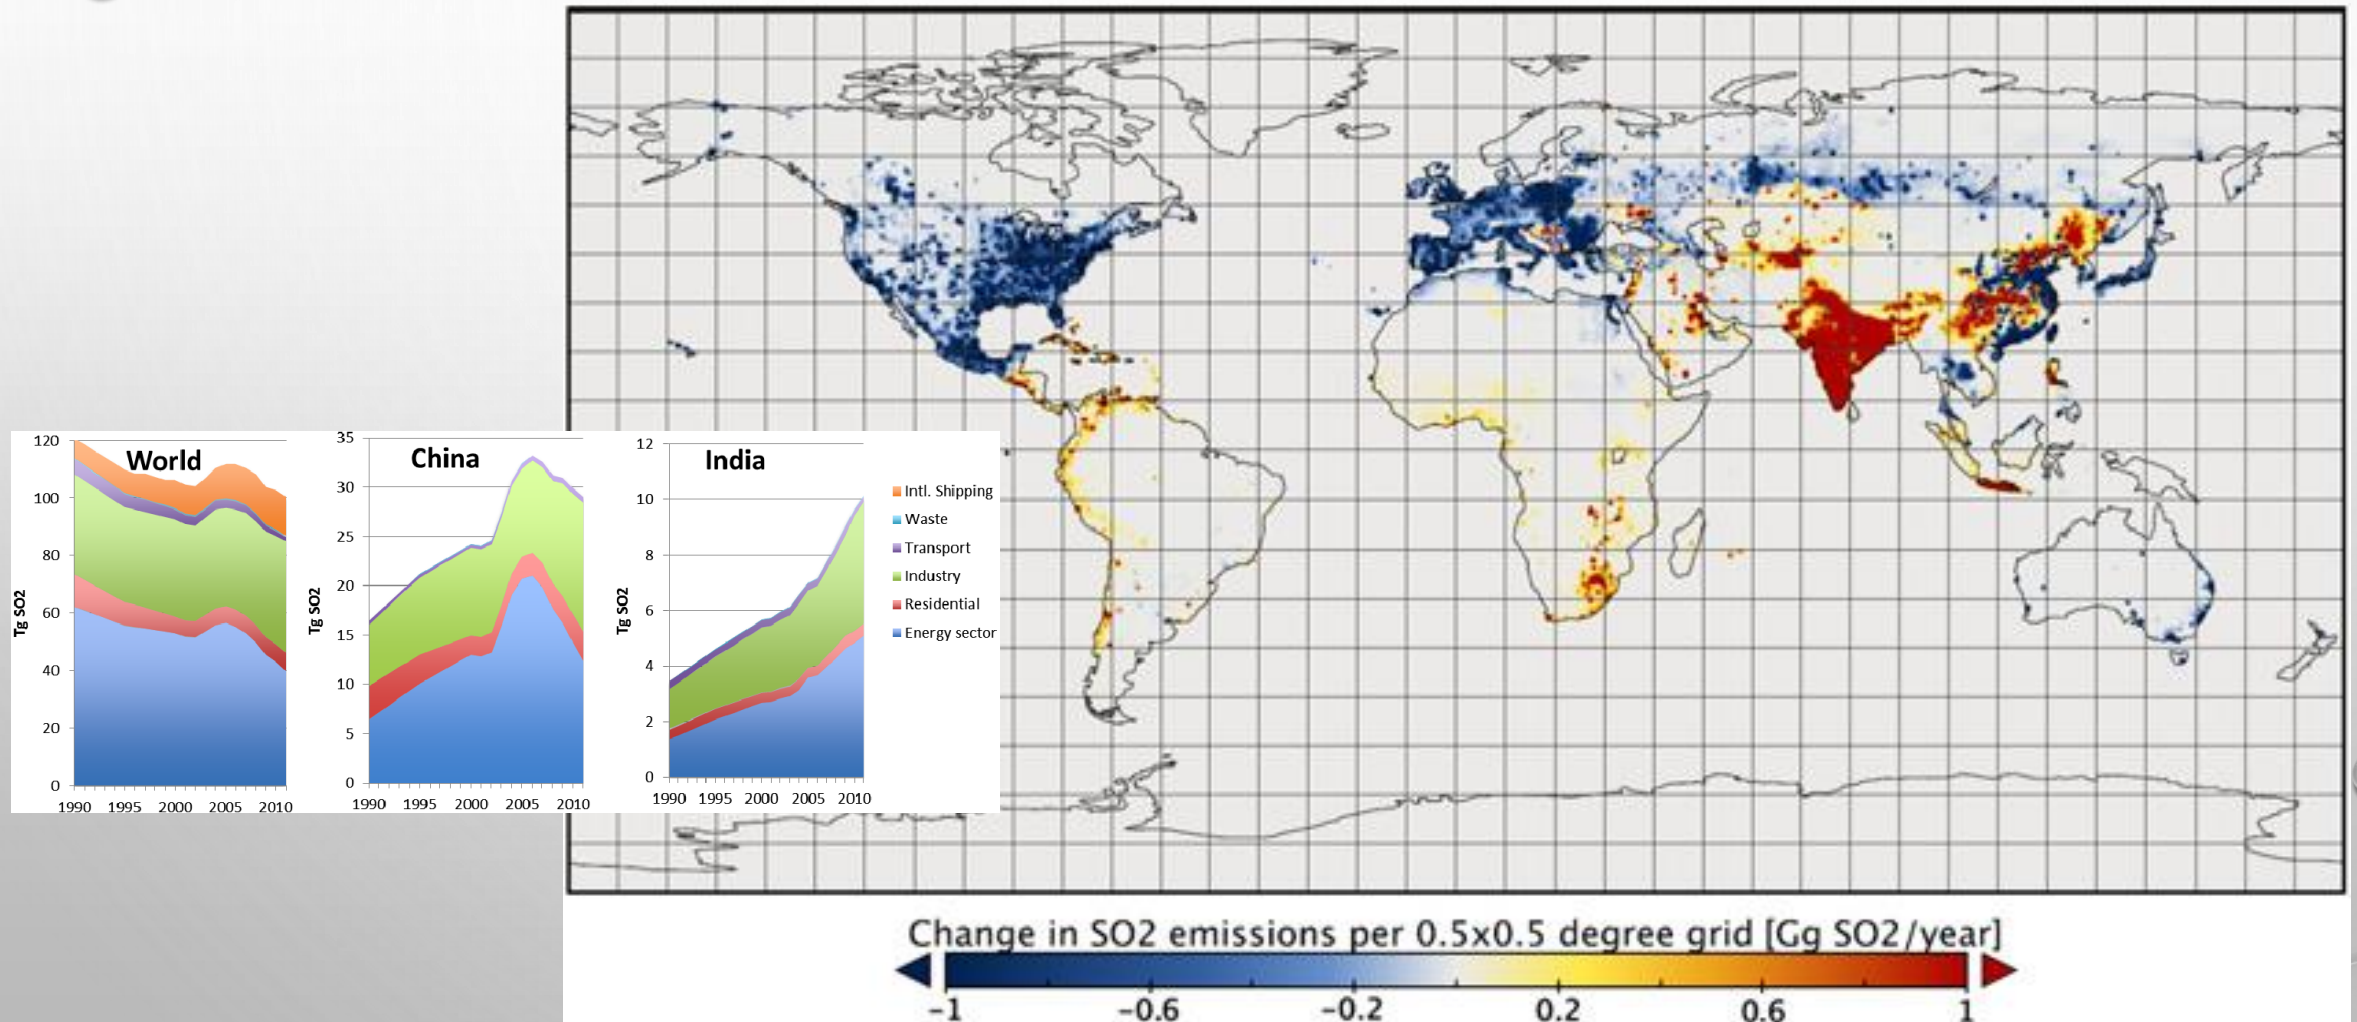 World
120
100
80
60
40
20
0
Tg SO2
1990 1995 2000 2005 2010
China
35
30
25
20
15
10
5
0
Tg SO2
1990 1995 2000 2005 2010
India
12
10
8
6
4
2
0
Tg SO2
1990 1995 2000 2005 2010
Intl. Shipping
Waste
Transport
Industry
Residential
Energy sector
Change in SO2 emissions per 0.5x0.5 degree grid [Gg SO2/year]
-1 -0.6 -0.2 0.2 0.6 1